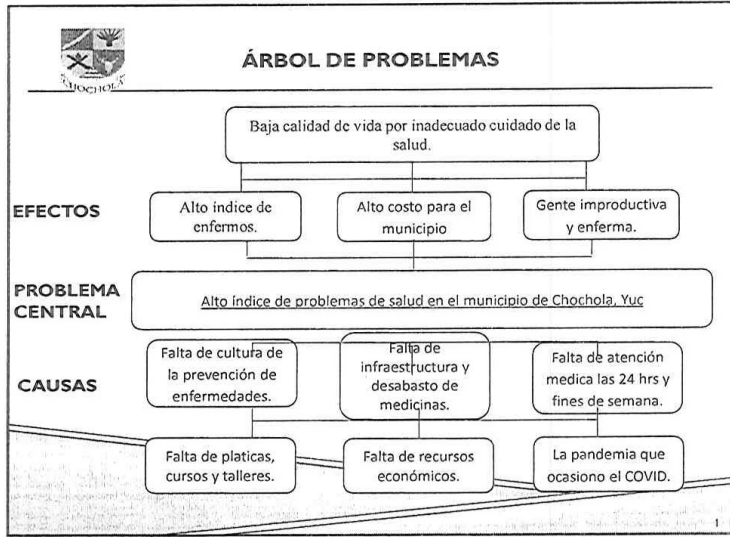 CHOCHOLÁ
ÁRBOL DE PROBLEMAS
Baja calidad de vida por inadecuado cuidado de la
salud.
EFECTOS
Alto índice de
enfermos.
Alto costo para el
municipio
Gente improductiva
y enferma.
PROBLEMA
CENTRAL
Alto índice de problemas de salud en el municipio de Chochola, Yuc
CAUSAS
Falta de cultura de
la prevención de
enfermedades.
Falta de
infraestructura y
desabasto de
medicinas.
Falta de atención
medica las 24 hrs y
fines de semana.
Falta de platicas,
cursos y talleres.
Falta de recursos
económicos.
La pandemia que
ocasiono el COVID.
1